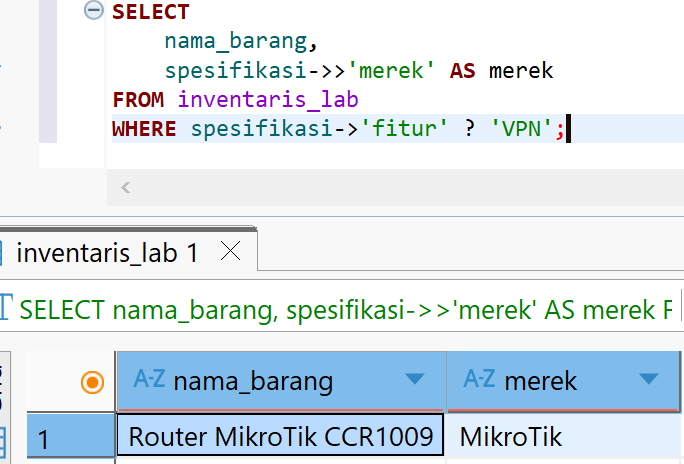 SELECT
nama_barang,
spesifikasi->>'merek' AS merek
FROM inventaris_lab
WHERE spesifikasi->'fitur' ? 'VPN';
inventaris_lab 1
SELECT nama_barang, spesifikasi->>'merek' AS merek F
A-Z nama_barang A-Z merek
1 Router MikroTik CCR1009 MikroTik